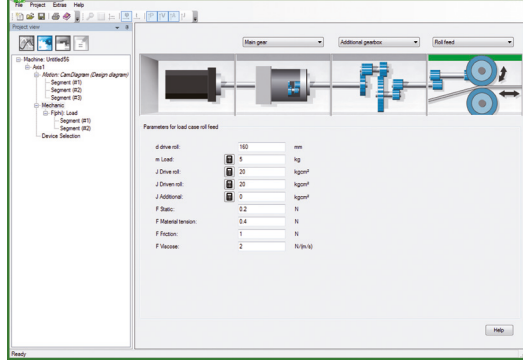 File Project Extras Help
Project view
Main gear
Additional gearbox
Roll feed
Machine: Untitled56
Axis1
Motion: CamDiagram (Design diagram)
Segment (#1)
Segment (#2)
Segment (#3)
Mechanic
F(phi): Load
Segment (#1)
Segment (#2)
Device Selection
Parameters for load case roll feed
d drive roll: 160 mm
m Load: 5 kg
J Drive roll: 20 kgcm²
J Driven roll: 20 kgcm²
J Additional: 0 kgcm²
F Static: 0.2 N
F Material tension: 0.4 N
F Friction: 1 N
F Viscose: 2 N/(m/s)
Help
Ready